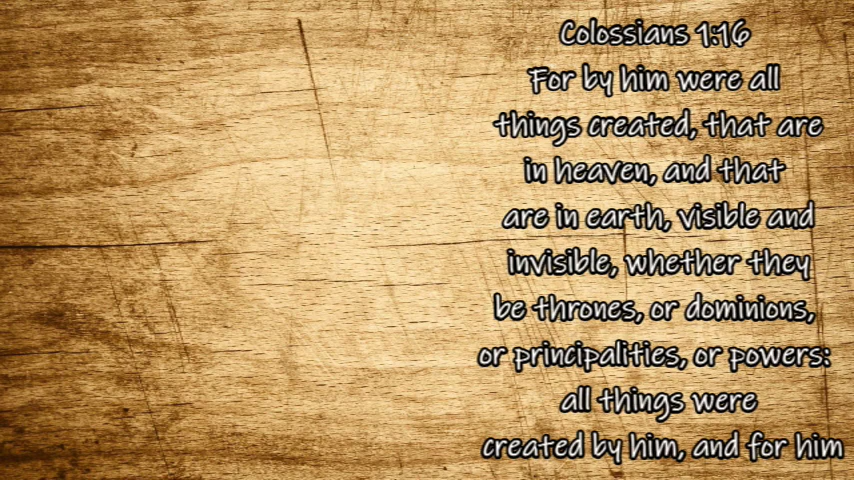 Colossians 1:16
For by him were all
things created, that are
in heaven, and that
are in earth, visible and
invisible, whether they
be thrones, or dominions,
or principalities, or powers:
all things were
created by him, and for him